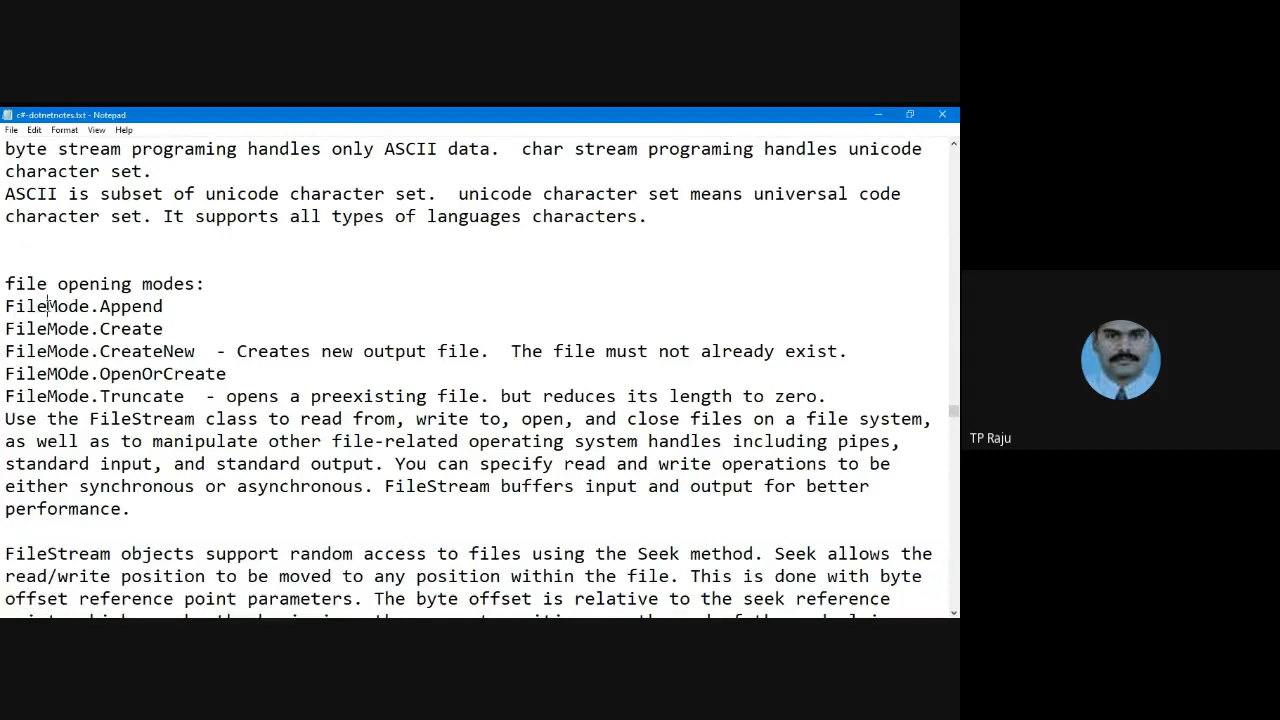 c#-dotnetnotes.txt - Notepad
File Edit Format View Help
byte stream programing handles only ASCII data.  char stream programing handles unicode
character set.
ASCII is subset of unicode character set.  unicode character set means universal code
character set. It supports all types of languages characters.
file opening modes:
FileMode.Append
FileMode.Create
FileMode.CreateNew  - Creates new output file.  The file must not already exist.
FileMOde.OpenOrCreate
FileMode.Truncate  - opens a preexisting file. but reduces its length to zero.
Use the FileStream class to read from, write to, open, and close files on a file system,
as well as to manipulate other file-related operating system handles including pipes,
standard input, and standard output. You can specify read and write operations to be
either synchronous or asynchronous. FileStream buffers input and output for better
performance.
FileStream objects support random access to files using the Seek method. Seek allows the
read/write position to be moved to any position within the file. This is done with byte
offset reference point parameters. The byte offset is relative to the seek reference
TP Raju